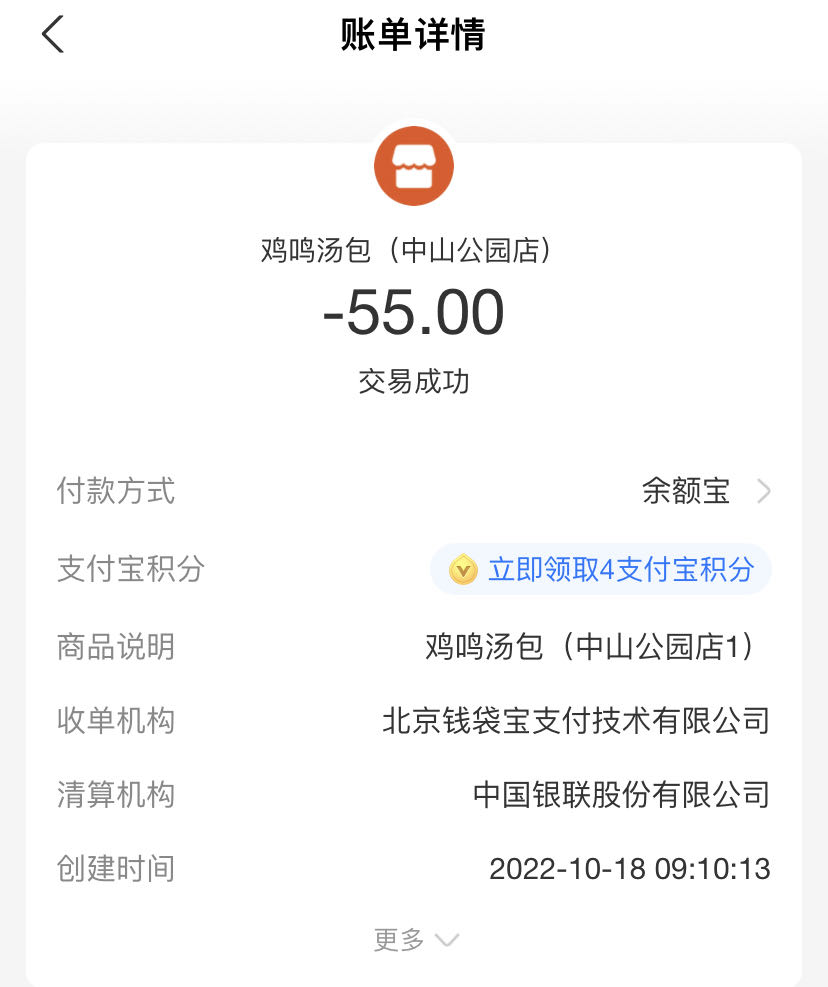 账单详情
鸡鸣汤包（中山公园店）
-55.00
交易成功
付款方式 余额宝
支付宝积分 立即领取4支付宝积分
商品说明 鸡鸣汤包（中山公园店1）
收单机构 北京钱袋宝支付技术有限公司
清算机构 中国银联股份有限公司
创建时间 2022-10-18 09:10:13
更多